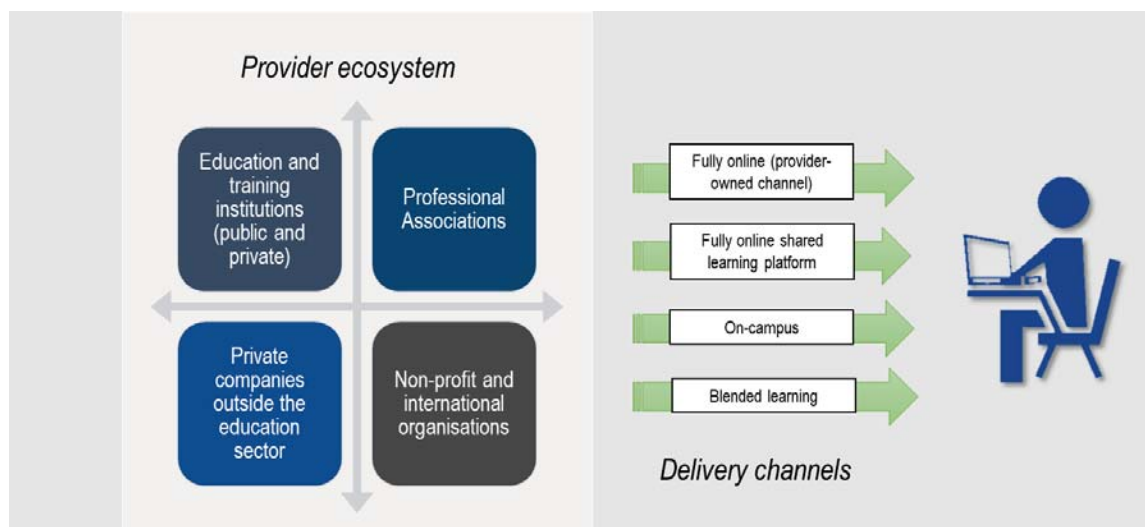 Provider ecosystem
Education and
training
institutions
(public and
private)
Professional
Associations
Private
companies
outside the
education
sector
Non-profit and
international
organisations
Fully online (provider-
owned channel)
Fully online shared
learning platform
On-campus
Blended learning
Delivery channels